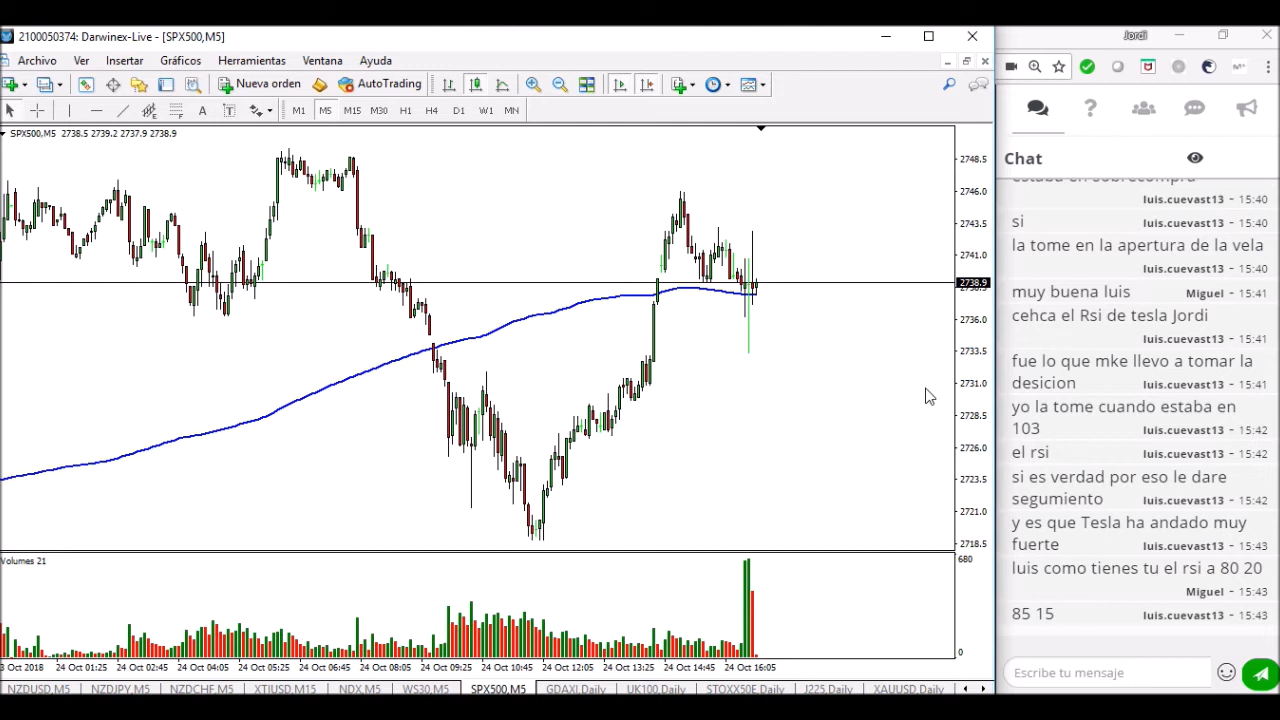 2100050374: Darwinex-Live - [SPX500,M5]
Jordi
Archivo Ver Insertar Gráficos Herramientas Ventana Ayuda
Nueva orden AutoTrading
A T M1 M5 M15 M30 H1 H4 D1 W1 MN
SPX500,M5 2738.5 2739.2 2737.9 2738.9
2748.5
2746.0
2743.5
2741.0
2738.9
2736.0
2733.5
2731.0
2728.5
2726.0
2723.5
2721.0
2718.5
Volumes 21
680
0
3 Oct 2018 24 Oct 01:25 24 Oct 02:45 24 Oct 04:05 24 Oct 05:25 24 Oct 06:45 24 Oct 08:05 24 Oct 09:25 24 Oct 10:45 24 Oct 12:05 24 Oct 13:25 24 Oct 14:45 24 Oct 16:05
NZDUSD,M5 NZDJPY,M5 NZDCHF,M5 XTIUSD,M15 NDX,M5 WS30,M5 SPX500,M5 GDAXI,Daily UK100,Daily STOXX50E,Daily J225,Daily XAUUSD,Daily
Chat
estaba en sobrecompra
luis.cuevast13 - 15:40
si luis.cuevast13 - 15:40
la tome en la apertura de la vela
luis.cuevast13 - 15:40
muy buena luis Miguel - 15:41
cehca el Rsi de tesla Jordi
luis.cuevast13 - 15:41
fue lo que mke llevo a tomar la
desicion luis.cuevast13 - 15:41
yo la tome cuando estaba en
103 luis.cuevast13 - 15:42
el rsi luis.cuevast13 - 15:42
si es verdad por eso le dare
segumiento luis.cuevast13 - 15:42
y es que Tesla ha andado muy
fuerte luis.cuevast13 - 15:43
luis como tienes tu el rsi a 80 20
Miguel - 15:43
85 15 luis.cuevast13 - 15:43
Escribe tu mensaje